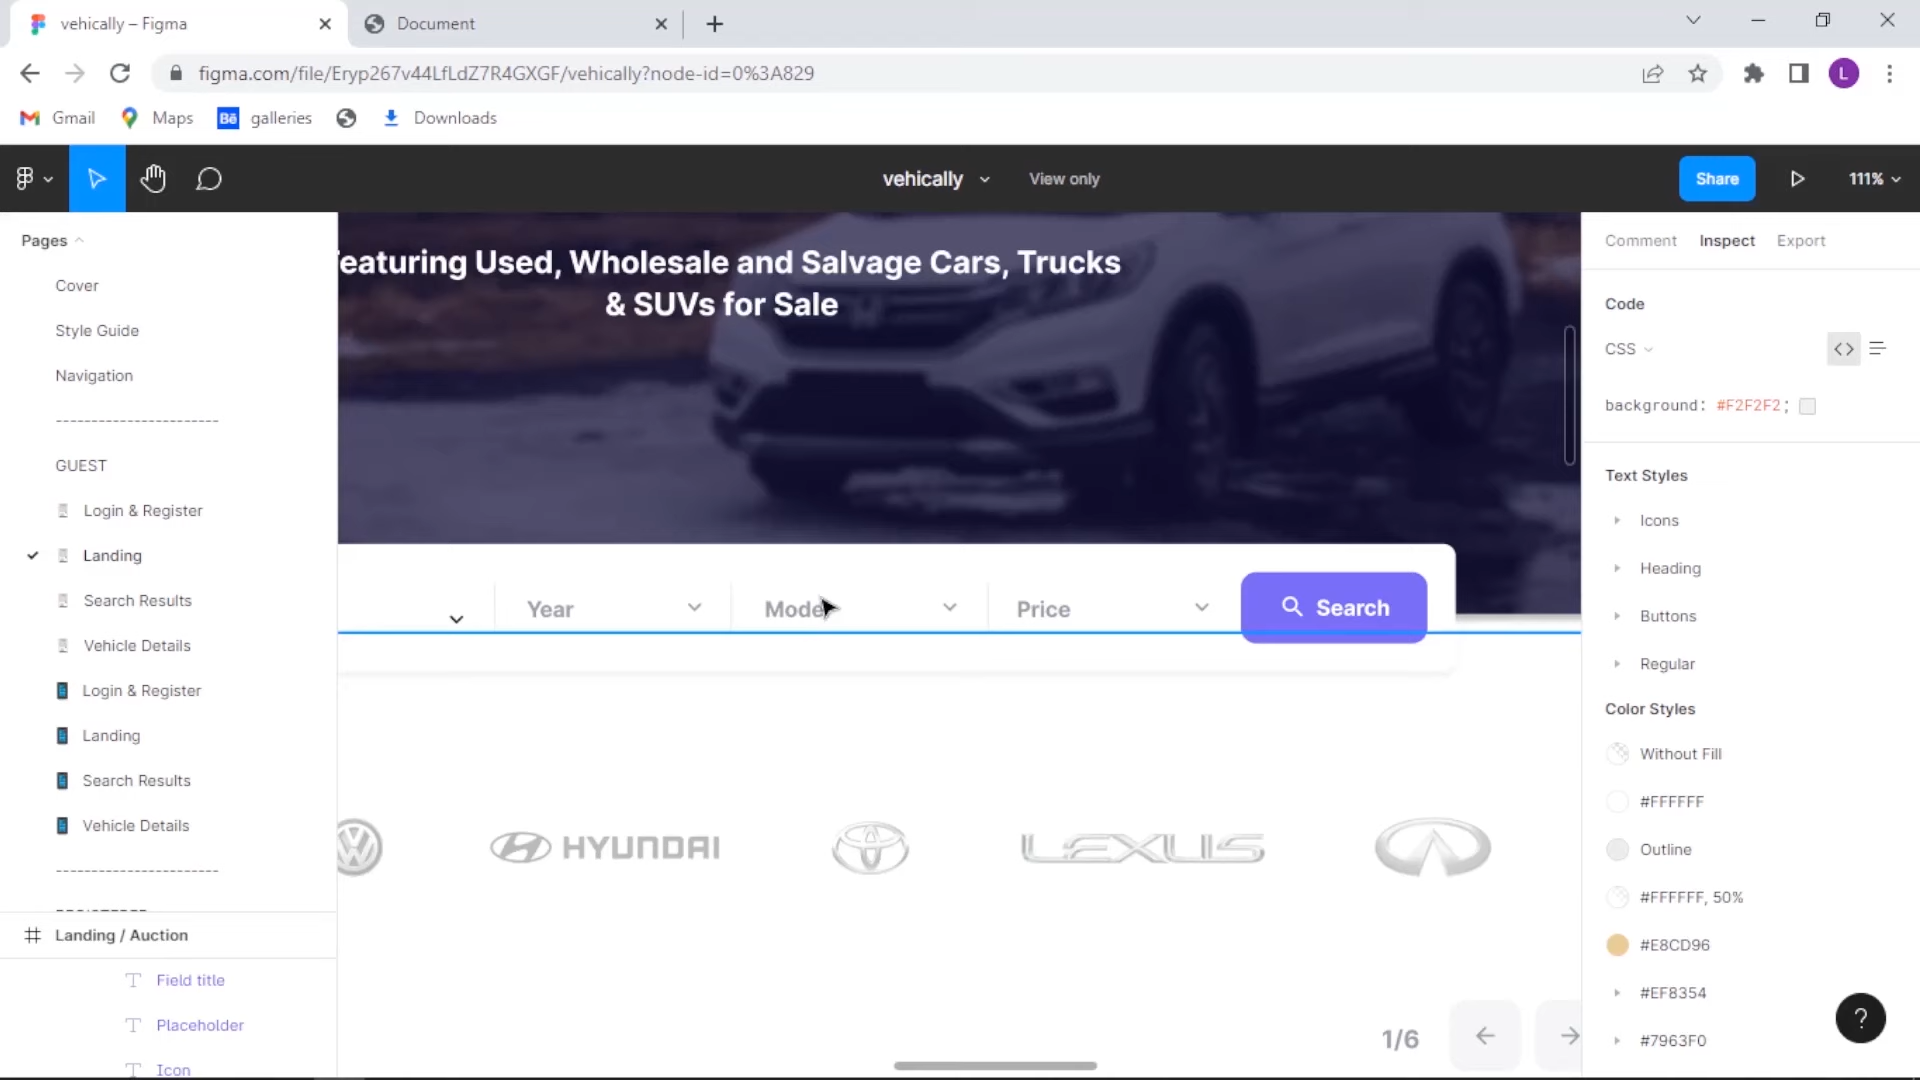 vehically – Figma
Document
figma.com/file/Eryp267v44LfLdZ7R4GXGF/vehically?node-id=0%3A829
L
Gmail
Maps
Bē
galleries
Downloads
vehically
View only
Share
111%
Pages
Cover
Style Guide
Navigation
-----------------------
GUEST
Login & Register
Landing
Search Results
Vehicle Details
Login & Register
Landing
Search Results
Vehicle Details
-----------------------
Landing / Auction
Field title
Placeholder
Icon
eaturing Used, Wholesale and Salvage Cars, Trucks
& SUVs for Sale
Year
Mode
Price
Search
HYUNDAI
LEXUS
1/6
Comment
Inspect
Export
Code
CSS
background: #F2F2F2;
Text Styles
Icons
Heading
Buttons
Regular
Color Styles
Without Fill
#FFFFFF
Outline
#FFFFFF, 50%
#E8CD96
#EF8354
#7963F0
?